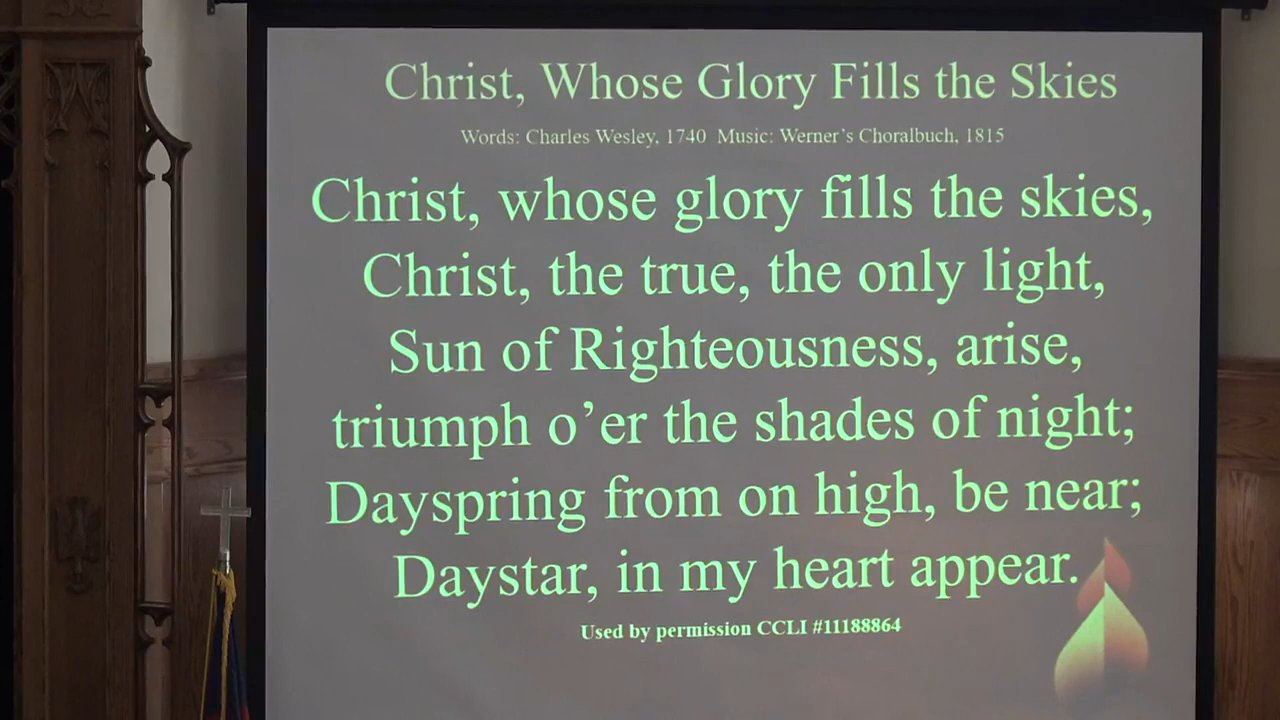 Christ, Whose Glory Fills the Skies
Words: Charles Wesley, 1740 Music: Werner's Choralbuch, 1815
Christ, whose glory fills the skies,
Christ, the true, the only light,
Sun of Righteousness, arise,
triumph o'er the shades of night;
Dayspring from on high, be near;
Daystar, in my heart appear.
Used by permission CCLI #11188864